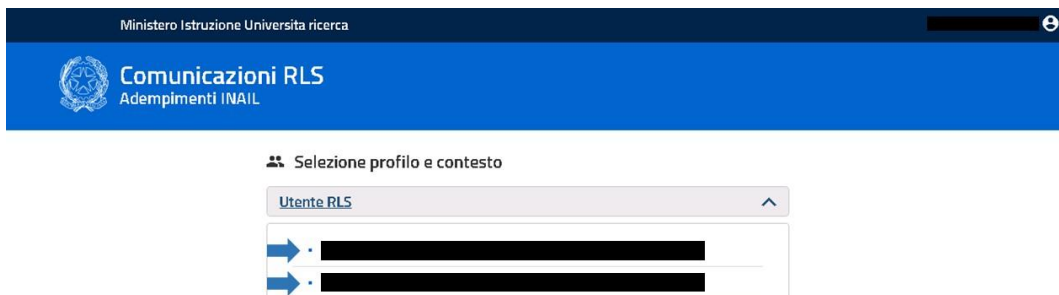 Ministero Istruzione Universita ricerca
Comunicazioni RLS
Adempimenti INAIL
Selezione profilo e contesto
Utente RLS